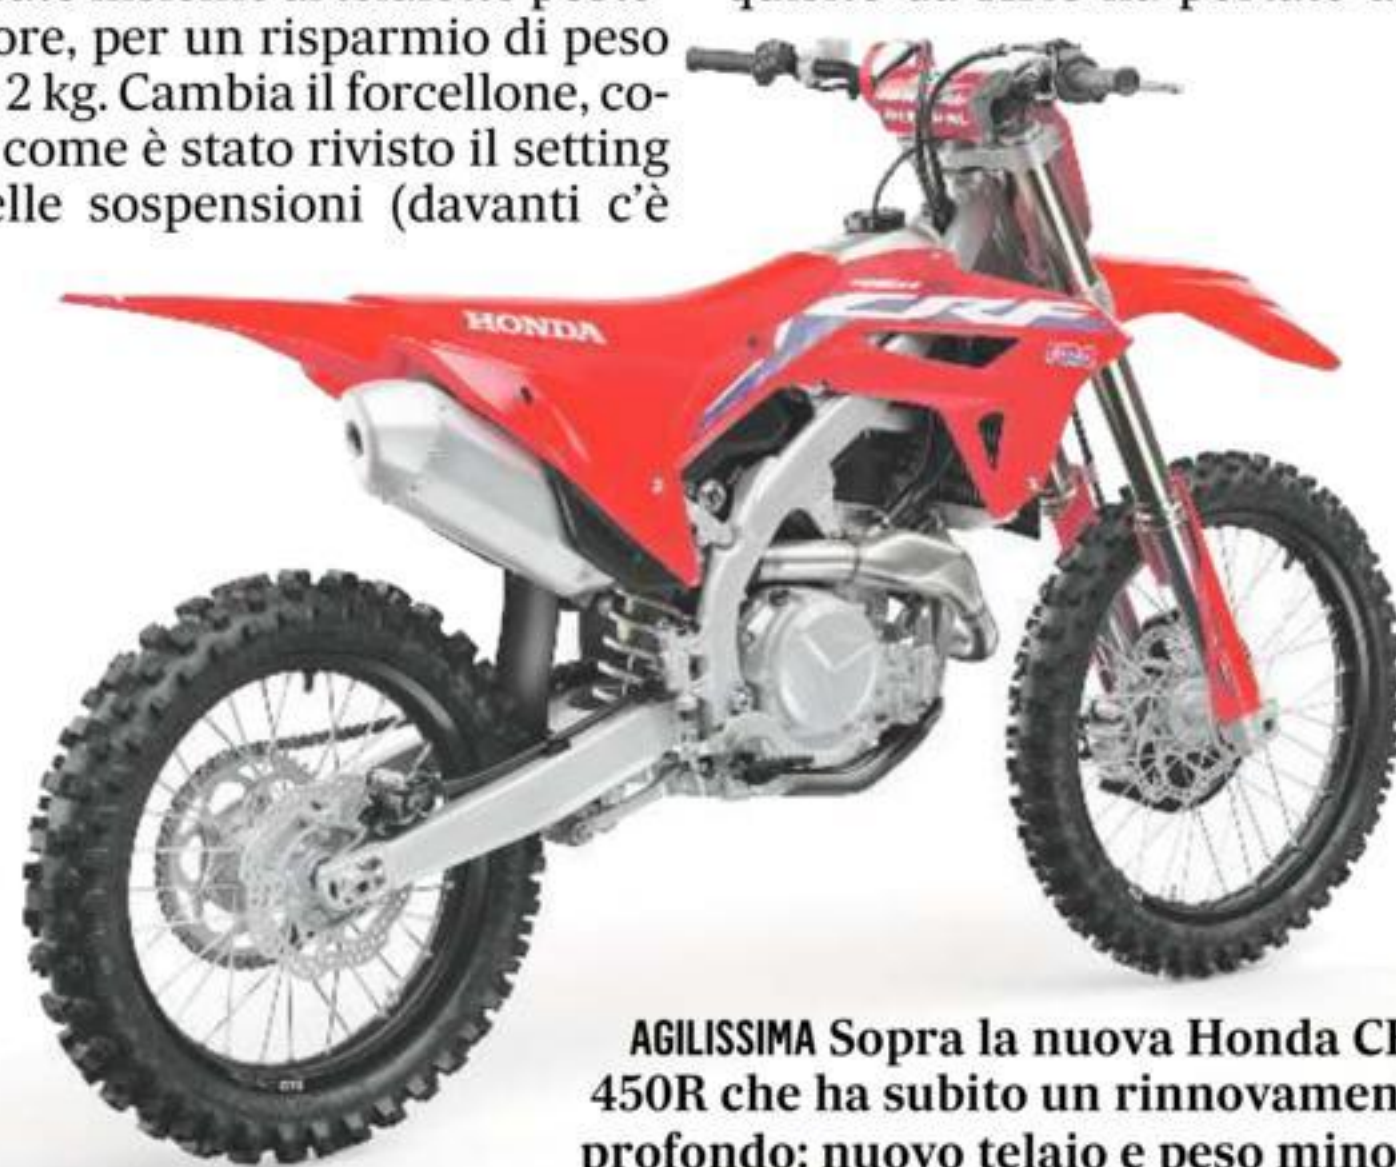 ore, per un risparmio di peso
2 kg. Cambia il forcellone, co-
come è stato rivisto il setting
elle sospensioni (davanti c'è
HONDA
CRF
AGILISSIMA Sopra la nuova Honda CR
450R che ha subito un rinnovamen
profondo: nuovo telaio e peso mino